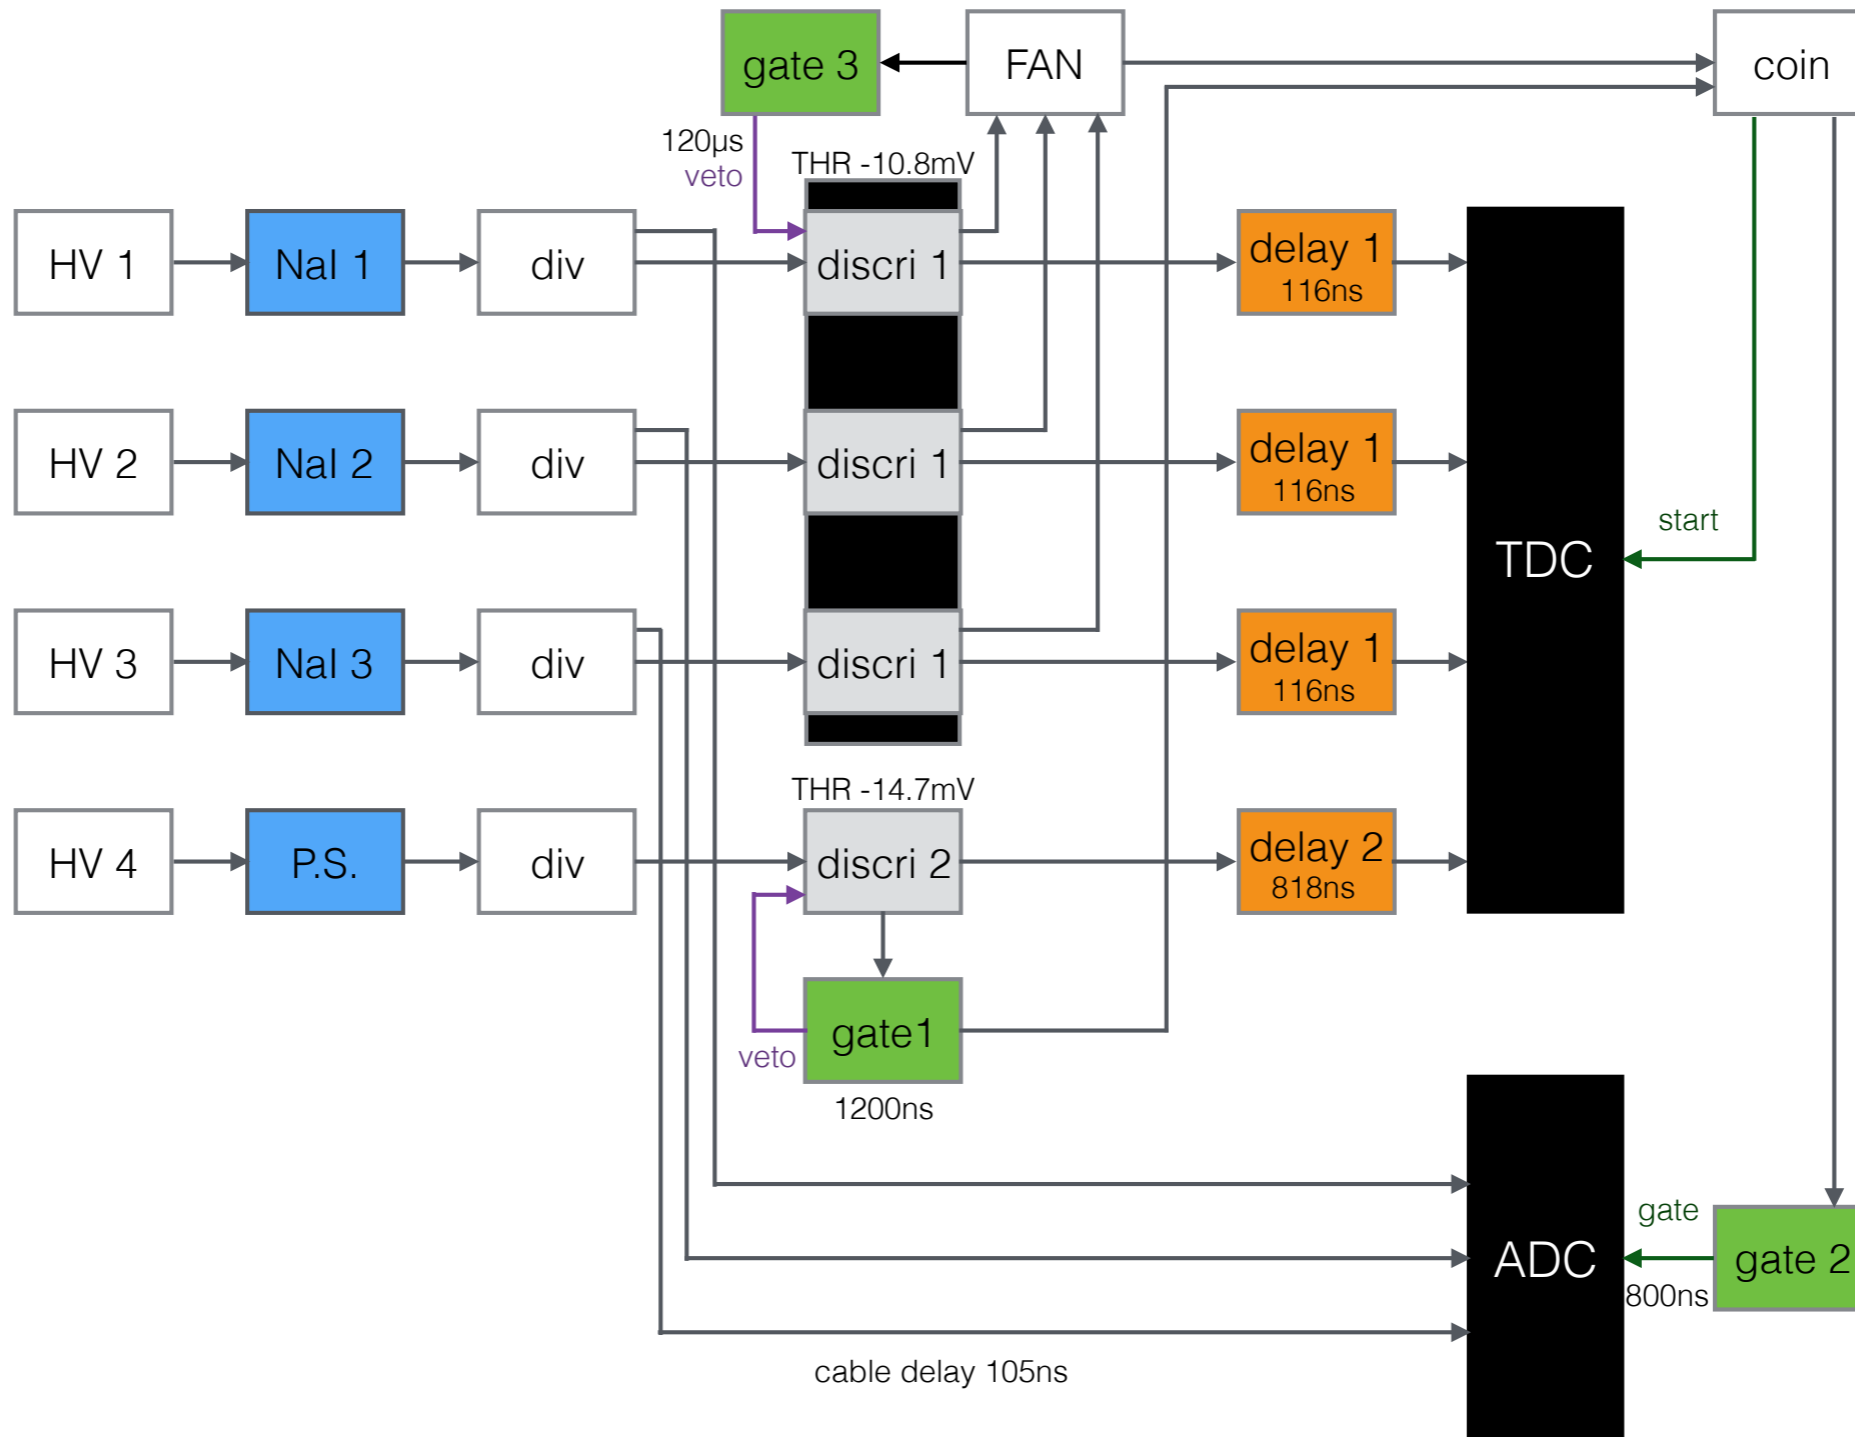 gate 3
FAN
coin
120µs
veto
THR -10.8mV
HV 1
NaI 1
div
discri 1
delay 1
116ns
HV 2
NaI 2
div
discri 1
delay 1
116ns
start
TDC
HV 3
NaI 3
div
discri 1
delay 1
116ns
THR -14.7mV
HV 4
P.S.
div
discri 2
delay 2
818ns
gate1
veto
1200ns
gate
ADC
gate 2
800ns
cable delay 105ns